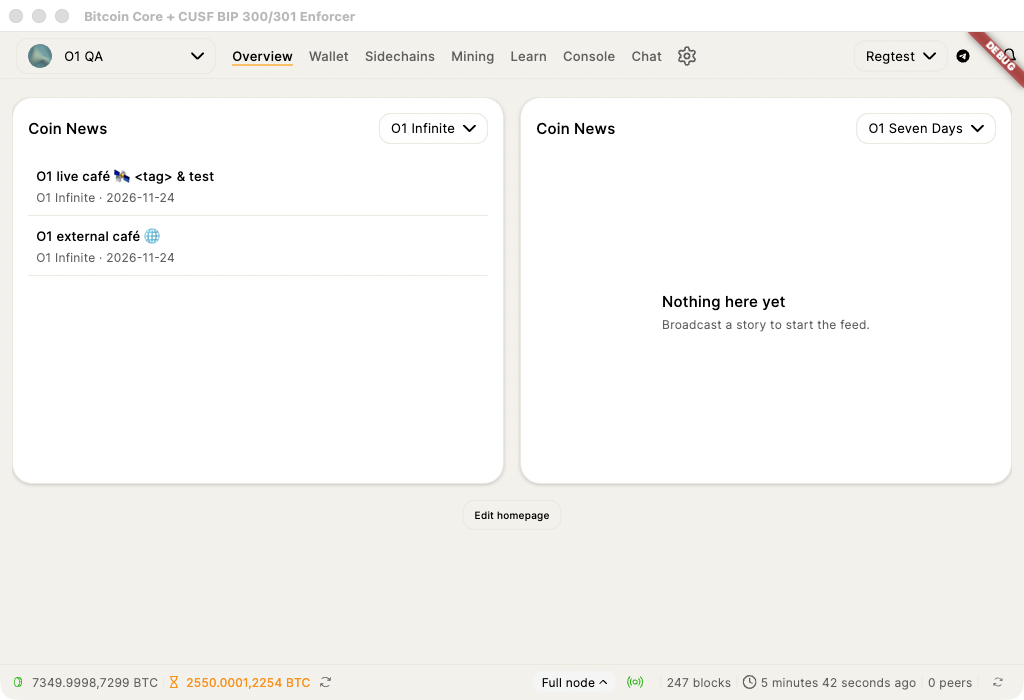 Bitcoin Core + CUSF BIP 300/301 Enforcer
O1 QA
Overview Wallet Sidechains Mining Learn Console Chat
Regtest
DEBUG
Coin News
O1 Infinite
O1 live café 🛰️ <tag> & test
O1 Infinite · 2026-11-24
O1 external café 🌐
O1 Infinite · 2026-11-24
Coin News
O1 Seven Days
Nothing here yet
Broadcast a story to start the feed.
Edit homepage
7349.9998,7299 BTC 2550.0001,2254 BTC Full node 247 blocks 5 minutes 42 seconds ago 0 peers